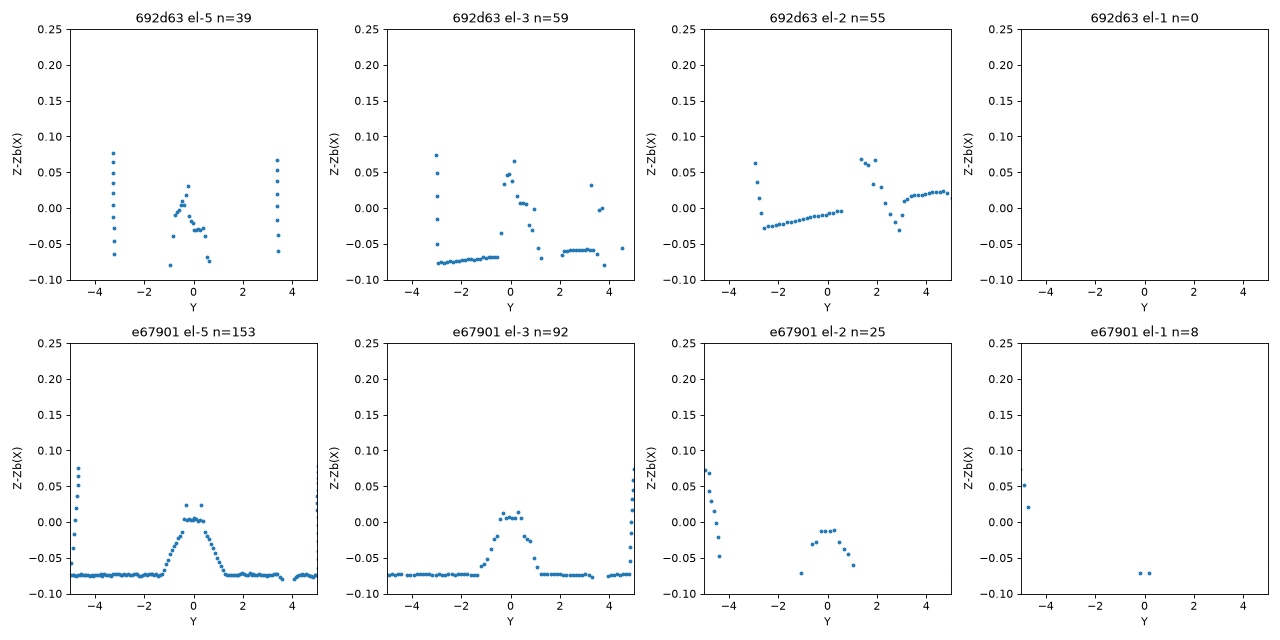 692d63 el-5 n=39
692d63 el-3 n=59
692d63 el-2 n=55
692d63 el-1 n=0
0.25 0.25 0.25 0.25
0.20 0.20 0.20 0.20
0.15 0.15 0.15 0.15
0.10 0.10 0.10 0.10
0.05 0.05 0.05 0.05
0.00 0.00 0.00 0.00
−0.05 −0.05 −0.05 −0.05
−0.10 −0.10 −0.10 −0.10
Z-Zb(X) Z-Zb(X) Z-Zb(X) Z-Zb(X)
−4 −2 0 2 4 −4 −2 0 2 4 −4 −2 0 2 4 −4 −2 0 2 4
Y Y Y Y
e67901 el-5 n=153
e67901 el-3 n=92
e67901 el-2 n=25
e67901 el-1 n=8
0.25 0.25 0.25 0.25
0.20 0.20 0.20 0.20
0.15 0.15 0.15 0.15
0.10 0.10 0.10 0.10
0.05 0.05 0.05 0.05
0.00 0.00 0.00 0.00
−0.05 −0.05 −0.05 −0.05
−0.10 −0.10 −0.10 −0.10
Z-Zb(X) Z-Zb(X) Z-Zb(X) Z-Zb(X)
−4 −2 0 2 4 −4 −2 0 2 4 −4 −2 0 2 4 −4 −2 0 2 4
Y Y Y Y